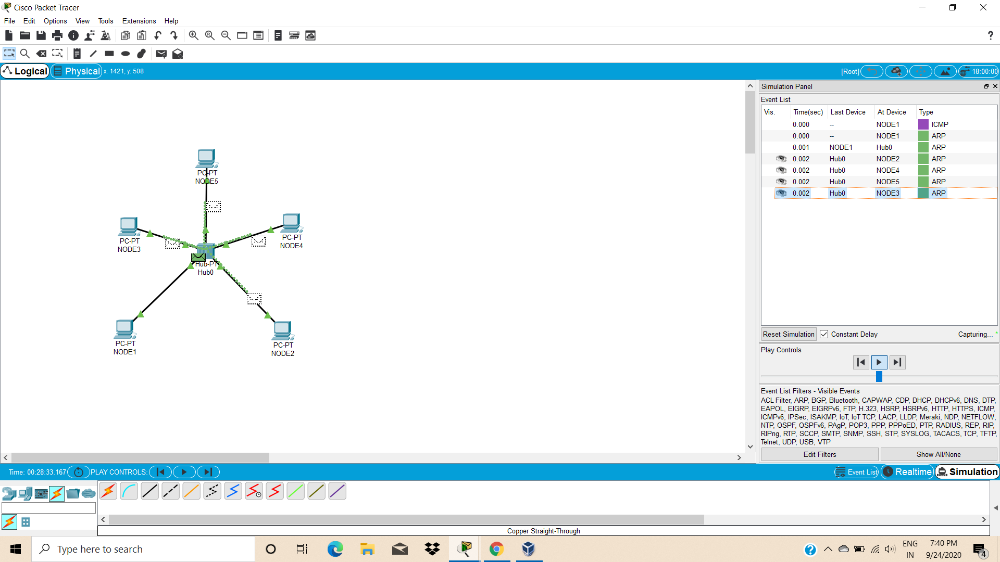 Cisco Packet Tracer
File Edit Options View Tools Extensions Help
?
Logical Physical x: 1421, y: 508 [Root] 18:00:00
PC-PT
NODE5
PC-PT
NODE3
PC-PT
NODE4
Hub-PT
Hub0
PC-PT
NODE1
PC-PT
NODE2
Simulation Panel
Event List
Vis. Time(sec) Last Device At Device Type
0.000 -- NODE1 ICMP
0.000 -- NODE1 ARP
0.001 NODE1 Hub0 ARP
0.002 Hub0 NODE2 ARP
0.002 Hub0 NODE4 ARP
0.002 Hub0 NODE5 ARP
0.002 Hub0 NODE3 ARP
Reset Simulation Constant Delay Capturing... *
Play Controls
Event List Filters - Visible Events
ACL Filter, ARP, BGP, Bluetooth, CAPWAP, CDP, DHCP, DHCPv6, DNS, DTP,
EAPOL, EIGRP, EIGRPv6, FTP, H.323, HSRP, HSRPv6, HTTP, HTTPS, ICMP,
ICMPv6, IPSec, ISAKMP, IoT, IoT TCP, LACP, LLDP, Meraki, NDP, NETFLOW,
NTP, OSPF, OSPFv6, PAgP, POP3, PPP, PPPoED, PTP, RADIUS, REP, RIP,
RIPng, RTP, SCCP, SMTP, SNMP, SSH, STP, SYSLOG, TACACS, TCP, TFTP,
Telnet, UDP, USB, VTP
Edit Filters Show All/None
Time: 00:28:33.167 PLAY CONTROLS: Event List Realtime Simulation
Copper Straight-Through
Type here to search
ENG
IN
7:40 PM
9/24/2020
4